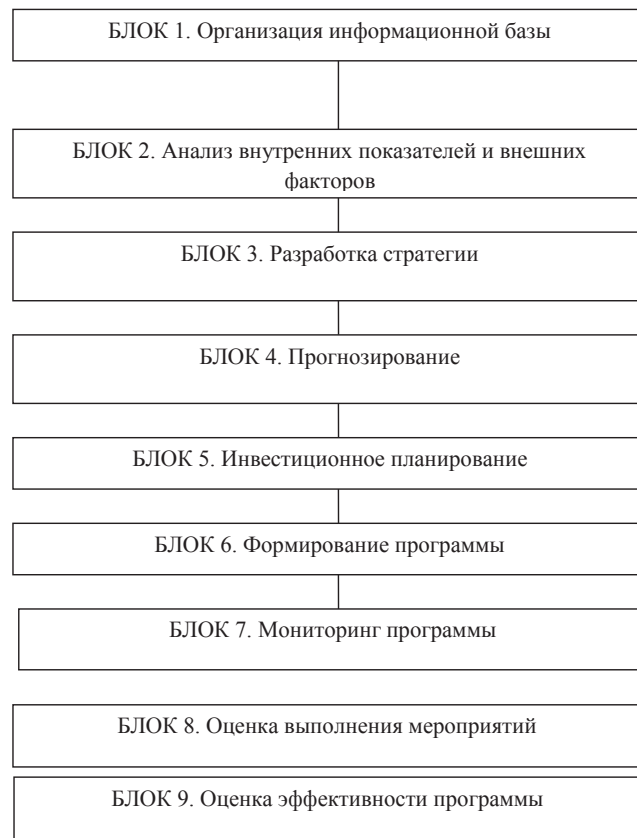 БЛОК 1. Организация информационной базы
БЛОК 2. Анализ внутренних показателей и внешних
факторов
БЛОК 3. Разработка стратегии
БЛОК 4. Прогнозирование
БЛОК 5. Инвестиционное планирование
БЛОК 6. Формирование программы
БЛОК 7. Мониторинг программы
БЛОК 8. Оценка выполнения мероприятий
БЛОК 9. Оценка эффективности программы